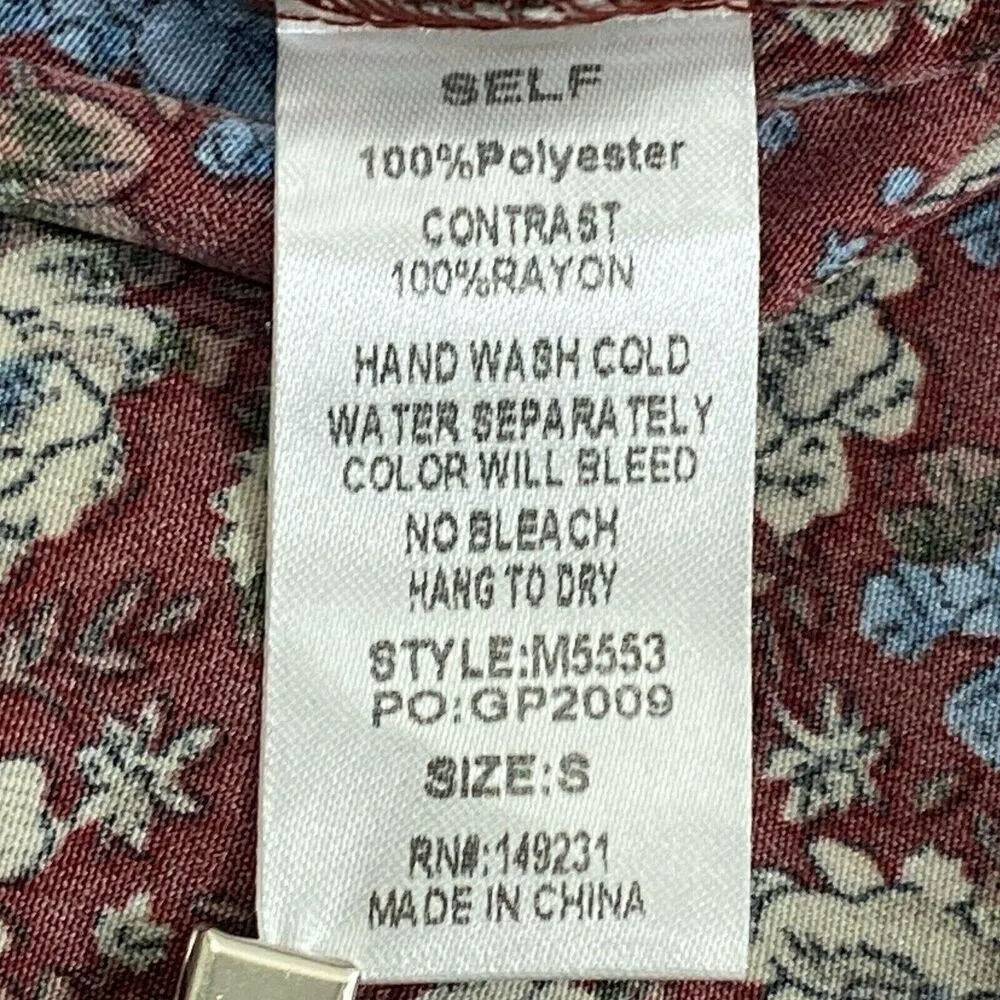 SELF
100%Polyester
CONTRAST
100%RAYON
HAND WASH COLD
WATER SEPARATELY
COLOR WILL BLEED
NO BLEACH
HANG TO DRY
STYLE:M5553
PO:GP2009
SIZE:S
RN#:149231
MADE IN CHINA